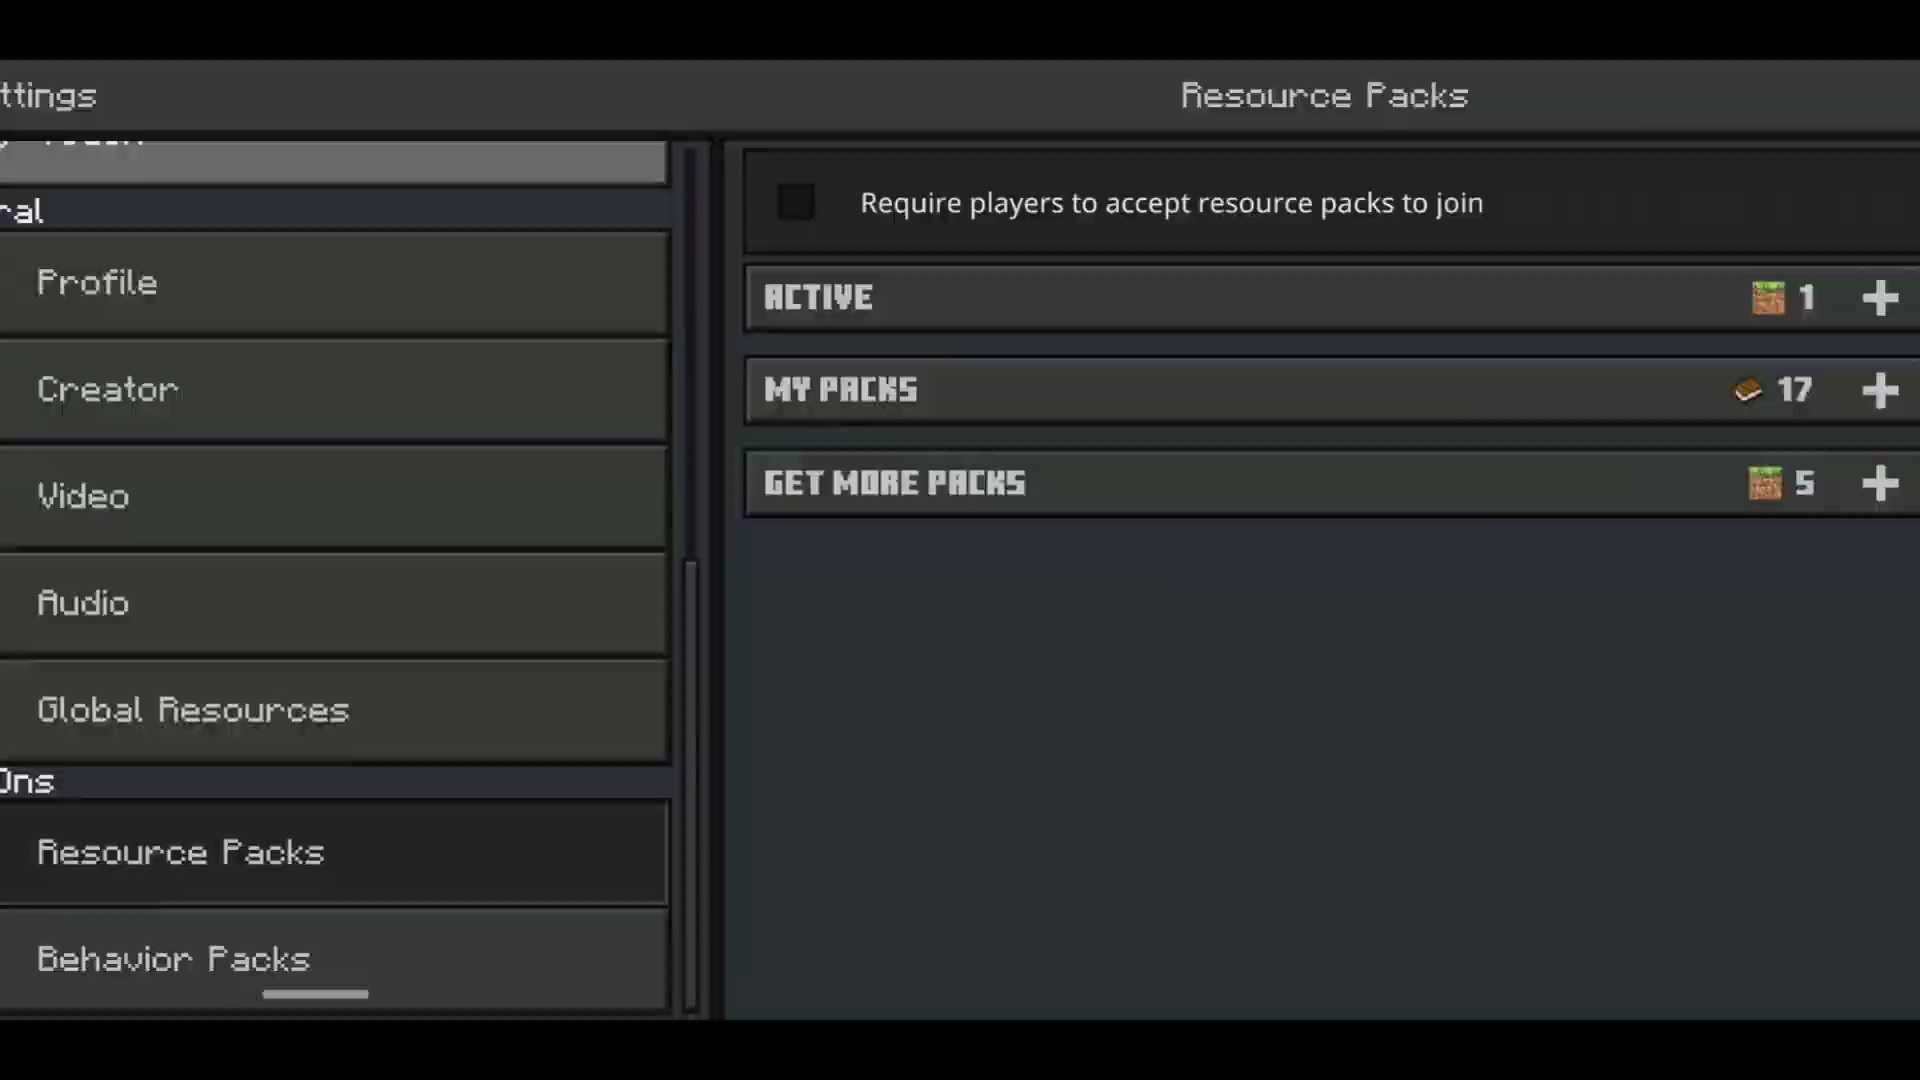 ttings
Resource Packs
ral
Profile
Creator
Video
Audio
Global Resources
Ons
Resource Packs
Behavior Packs
Require players to accept resource packs to join
ACTIVE 1
MY PACKS 17
GET MORE PACKS 5